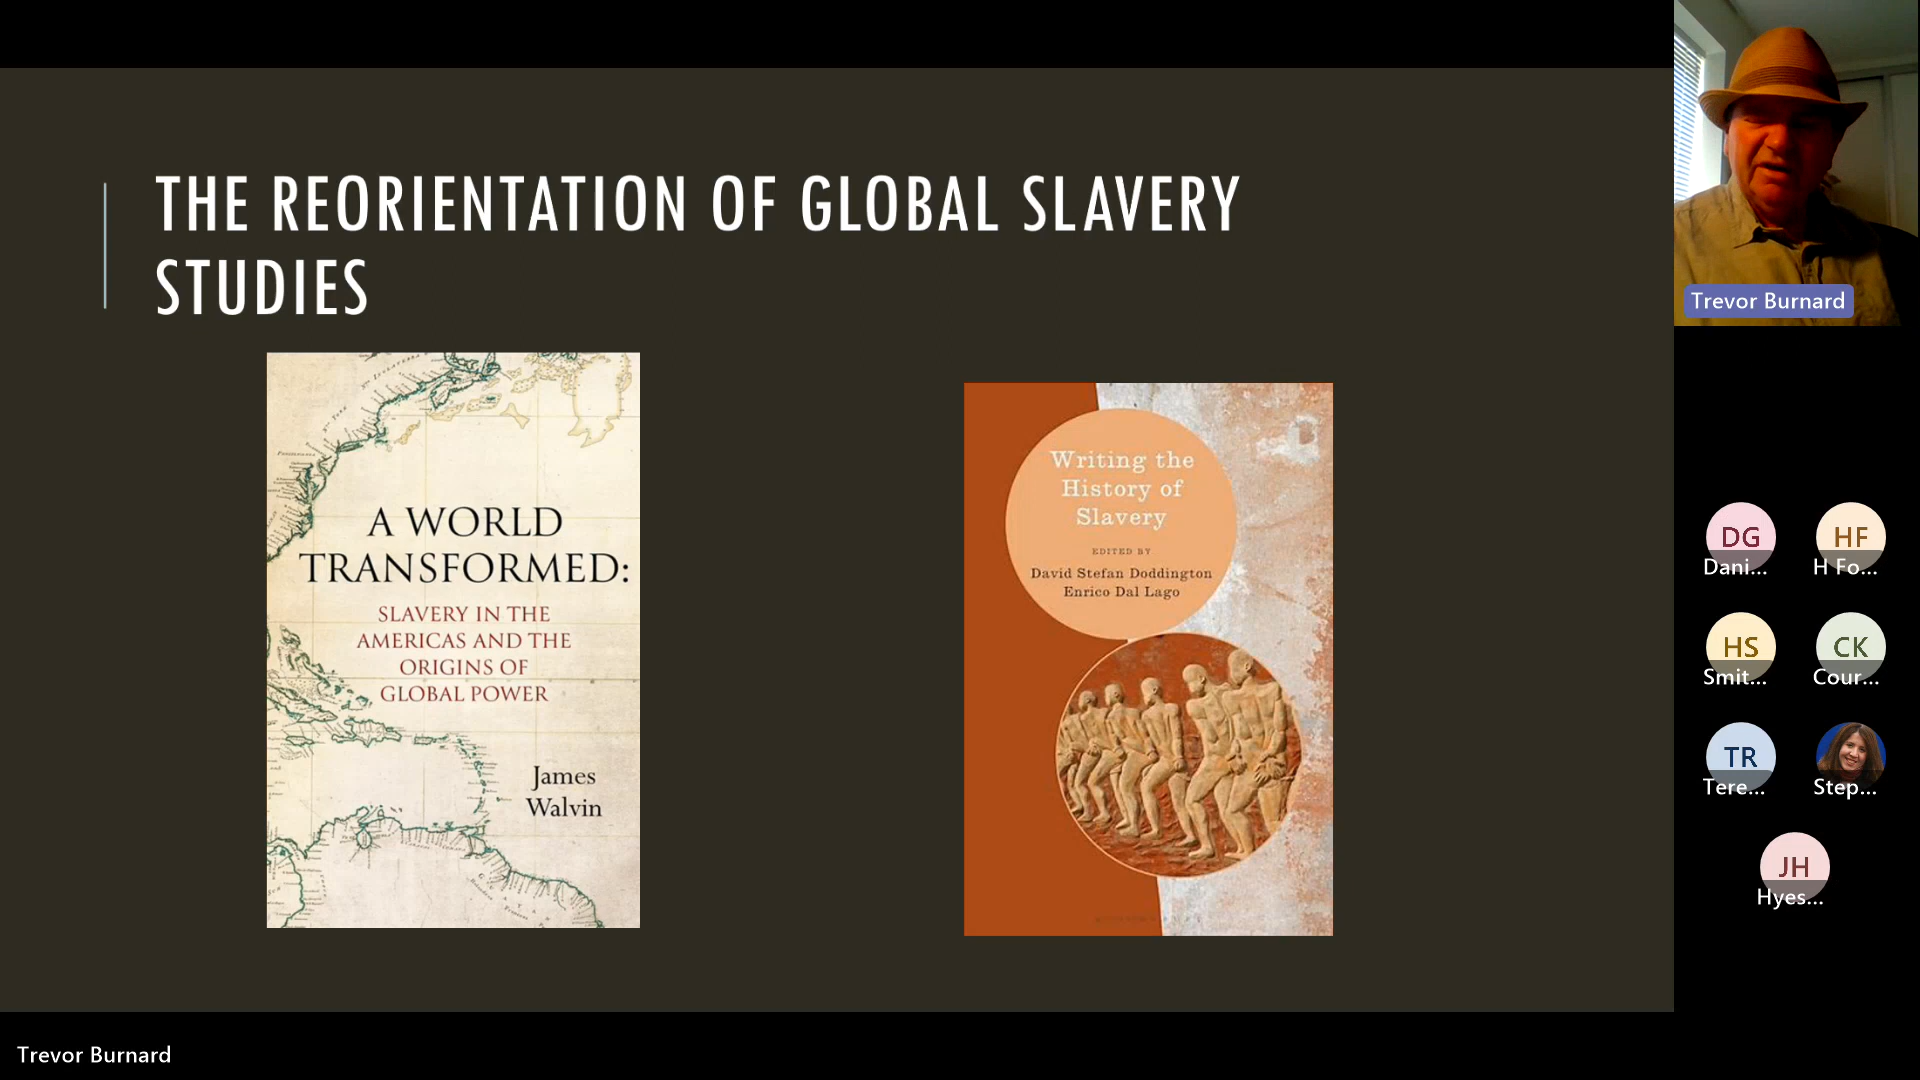 THE REORIENTATION OF GLOBAL SLAVERY
STUDIES
A WORLD
TRANSFORMED:
SLAVERY IN THE
AMERICAS AND THE
ORIGINS OF
GLOBAL POWER
James
Walvin
Writing the
History of
Slavery
EDITED BY
David Stefan Doddington
Enrico Dal Lago
Trevor Burnard
DG
Dani...
HF
H Fo...
HS
Smit...
CK
Cour...
TR
Tere...
Step...
JH
Hyes...
Trevor Burnard